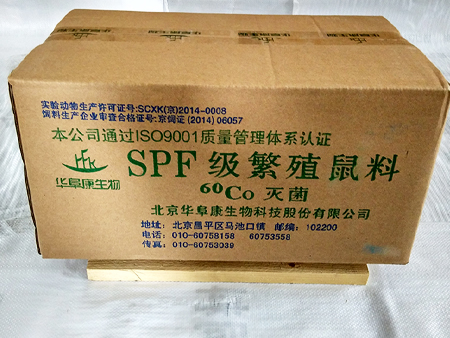 实验动物生产许可证号:SCXK(京)2014-0008
饲料生产企业审查合格证号:京饲证(2014)06057
本公司通过ISO9001质量管理体系认证
HFK
华阜康生物
SPF级繁殖鼠料
60Co 灭菌
北京华阜康生物科技股份有限公司
地址: 北京昌平区马池口镇 邮编: 102200
电话: 010-60758158 60753558
传真: 010-60753039